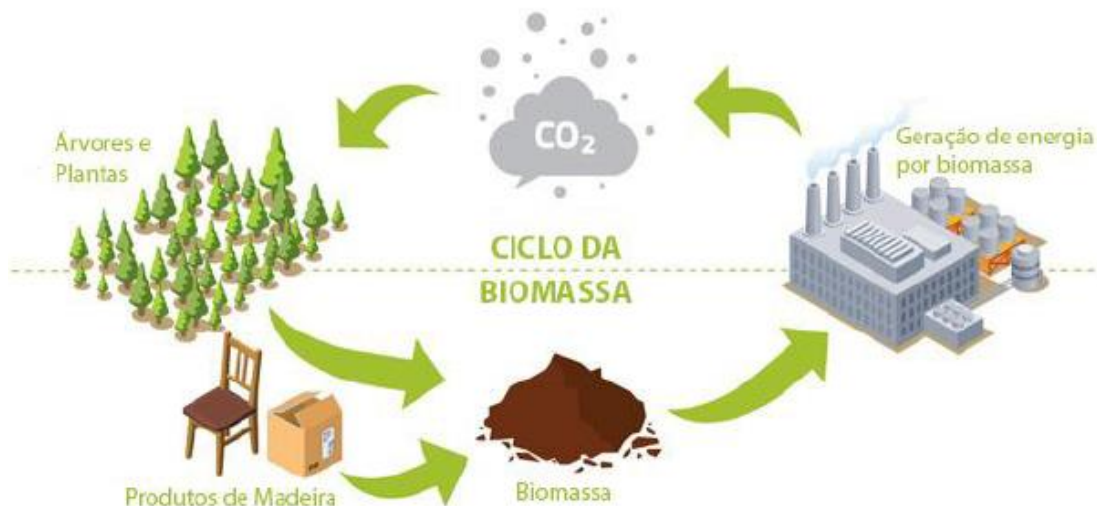 CO₂
Árvores e
Plantas
Geração de energia
por biomassa
CICLO DA
BIOMASSA
Produtos de Madeira
Biomassa